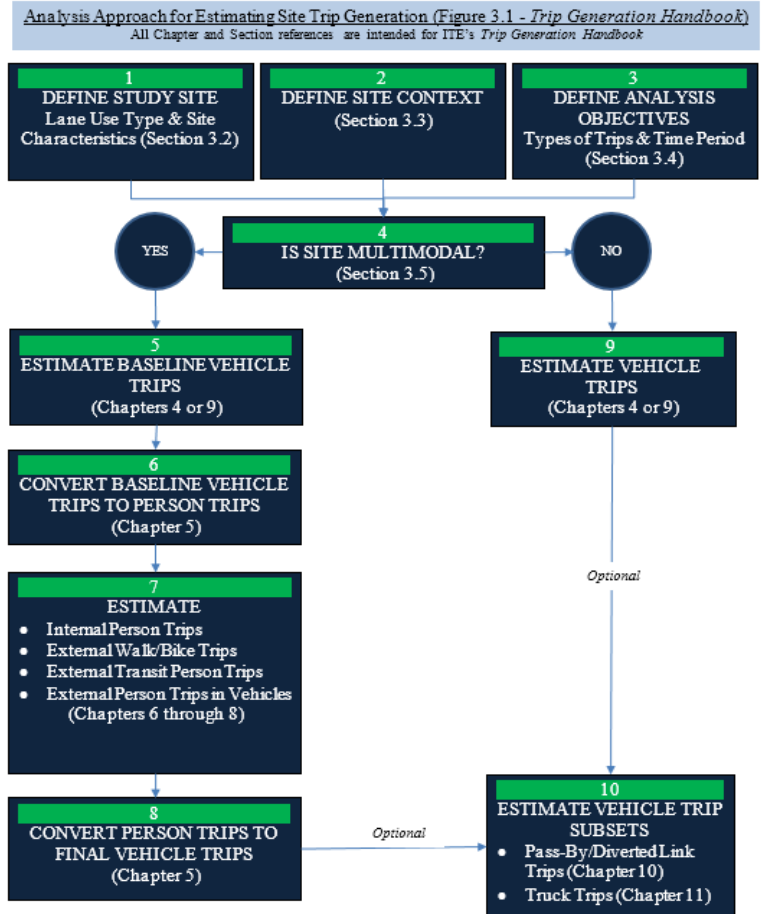 Analysis Approach for Estimating Site Trip Generation (Figure 3.1 - Trip Generation Handbook)
All Chapter and Section references are intended for ITE's Trip Generation Handbook
1
DEFINE STUDY SITE
Lane Use Type & Site
Characteristics (Section 3.2)
2
DEFINE SITE CONTEXT
(Section 3.3)
3
DEFINE ANALYSIS
OBJECTIVES
Types of Trips & Time Period
(Section 3.4)
4
IS SITE MULTIMODAL?
(Section 3.5)
YES
NO
5
ESTIMATE BASELINE VEHICLE
TRIPS
(Chapters 4 or 9)
9
ESTIMATE VEHICLE
TRIPS
(Chapters 4 or 9)
6
CONVERT BASELINE VEHICLE
TRIPS TO PERSON TRIPS
(Chapter 5)
Optional
7
ESTIMATE
● Internal Person Trips
● External Walk/Bike Trips
● External Transit Person Trips
● External Person Trips in Vehicles
(Chapters 6 through 8)
8
CONVERT PERSON TRIPS TO
FINAL VEHICLE TRIPS
(Chapter 5)
Optional
10
ESTIMATE VEHICLE TRIP
SUBSETS
● Pass-By/Diverted Link
Trips (Chapter 10)
● Truck Trips (Chapter 11)